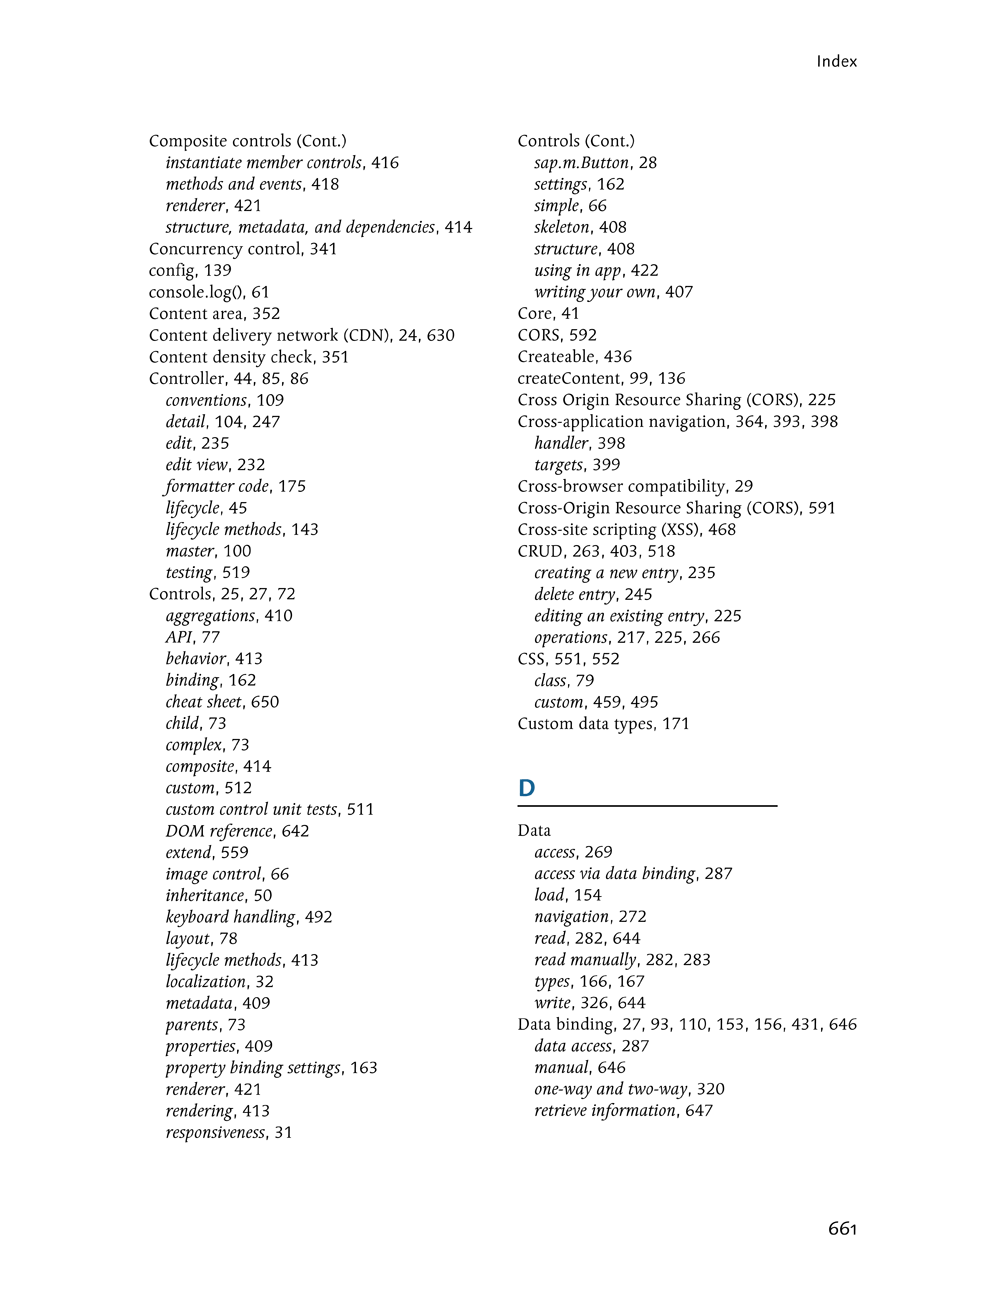 Index
Composite controls (Cont.)
instantiate member controls, 416
methods and events, 418
renderer, 421
structure, metadata, and dependencies, 414
Concurrency control, 341
config, 139
console.log(), 61
Content area, 352
Content delivery network (CDN), 24, 630
Content density check, 351
Controller, 44, 85, 86
conventions, 109
detail, 104, 247
edit, 235
edit view, 232
formatter code, 175
lifecycle, 45
lifecycle methods, 143
master, 100
testing, 519
Controls, 25, 27, 72
aggregations, 410
API, 77
behavior, 413
binding, 162
cheat sheet, 650
child, 73
complex, 73
composite, 414
custom, 512
custom control unit tests, 511
DOM reference, 642
extend, 559
image control, 66
inheritance, 50
keyboard handling, 492
layout, 78
lifecycle methods, 413
localization, 32
metadata, 409
parents, 73
properties, 409
property binding settings, 163
renderer, 421
rendering, 413
responsiveness, 31
Controls (Cont.)
sap.m.Button, 28
settings, 162
simple, 66
skeleton, 408
structure, 408
using in app, 422
writing your own, 407
Core, 41
CORS, 592
Createable, 436
createContent, 99, 136
Cross Origin Resource Sharing (CORS), 225
Cross-application navigation, 364, 393, 398
handler, 398
targets, 399
Cross-browser compatibility, 29
Cross-Origin Resource Sharing (CORS), 591
Cross-site scripting (XSS), 468
CRUD, 263, 403, 518
creating a new entry, 235
delete entry, 245
editing an existing entry, 225
operations, 217, 225, 266
CSS, 551, 552
class, 79
custom, 459, 495
Custom data types, 171
D
Data
access, 269
access via data binding, 287
load, 154
navigation, 272
read, 282, 644
read manually, 282, 283
types, 166, 167
write, 326, 644
Data binding, 27, 93, 110, 153, 156, 431, 646
data access, 287
manual, 646
one-way and two-way, 320
retrieve information, 647
661